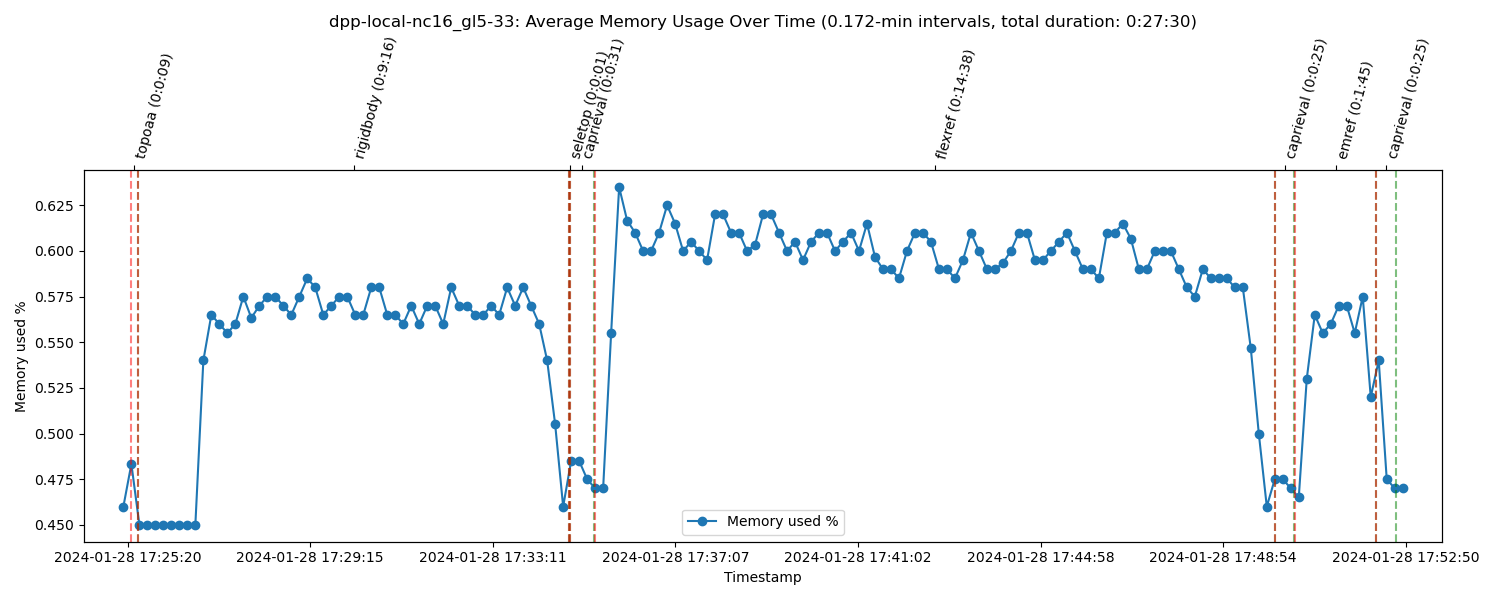 dpp-local-nc16_gl5-33: Average Memory Usage Over Time (0.172-min intervals, total duration: 0:27:30)
topoaa (0:0:09)
rigidbody (0:9:16)
seletop (0:0:01)
caprieval (0:0:31)
flexref (0:14:38)
caprieval (0:0:25)
emref (0:1:45)
caprieval (0:0:25)
Memory used %
0.625
0.600
0.575
0.550
0.525
0.500
0.475
0.450
Memory used %
2024-01-28 17:25:20
2024-01-28 17:29:15
2024-01-28 17:33:11
2024-01-28 17:37:07
2024-01-28 17:41:02
2024-01-28 17:44:58
2024-01-28 17:48:54
2024-01-28 17:52:50
Timestamp